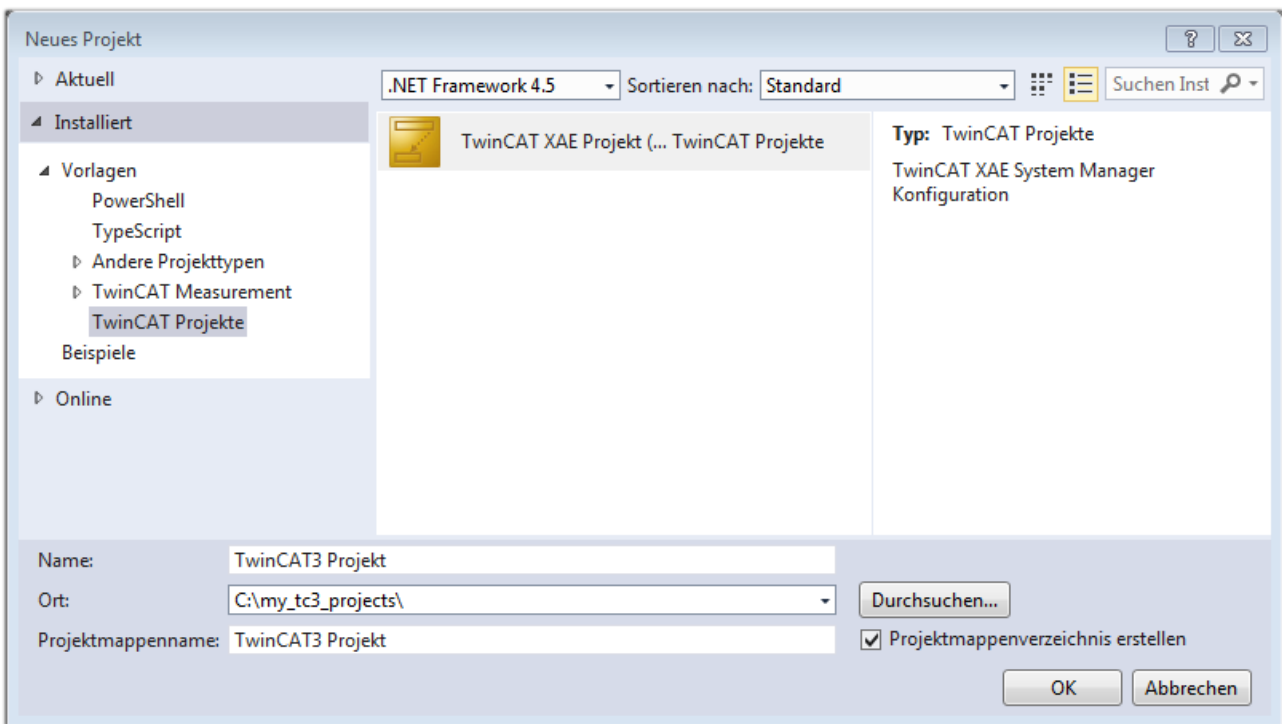 Neues Projekt
Aktuell
.NET Framework 4.5 Sortieren nach: Standard Suchen Inst
Installiert
Vorlagen
PowerShell
TypeScript
Andere Projekttypen
TwinCAT Measurement
TwinCAT Projekte
Beispiele
Online
TwinCAT XAE Projekt (... TwinCAT Projekte
Typ: TwinCAT Projekte
TwinCAT XAE System Manager
Konfiguration
Name: TwinCAT3 Projekt
Ort: C:\my_tc3_projects\ Durchsuchen...
Projektmappenname: TwinCAT3 Projekt Projektmappenverzeichnis erstellen
OK Abbrechen